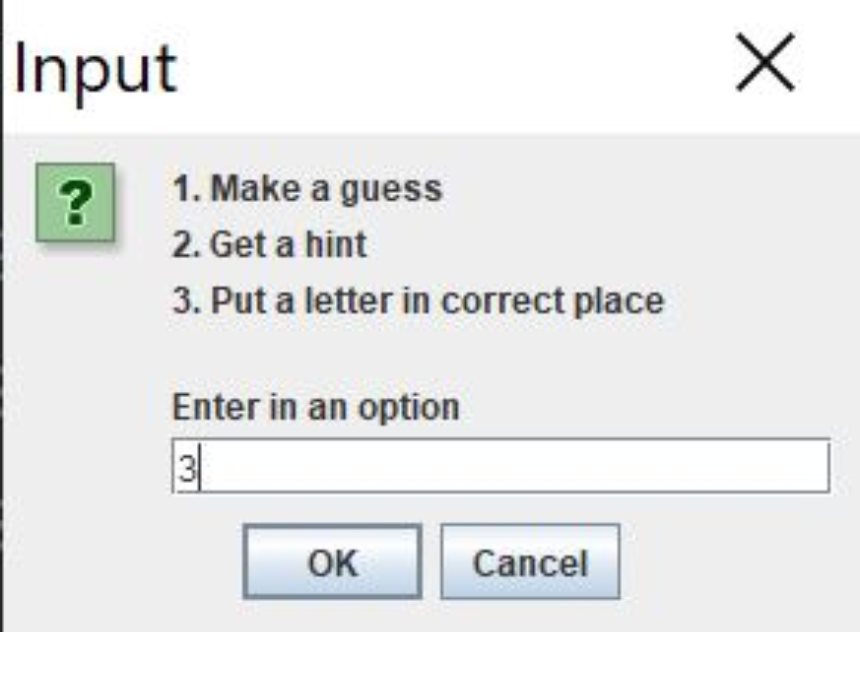 Input
?
1. Make a guess
2. Get a hint
3. Put a letter in correct place
Enter in an option
3
OK Cancel